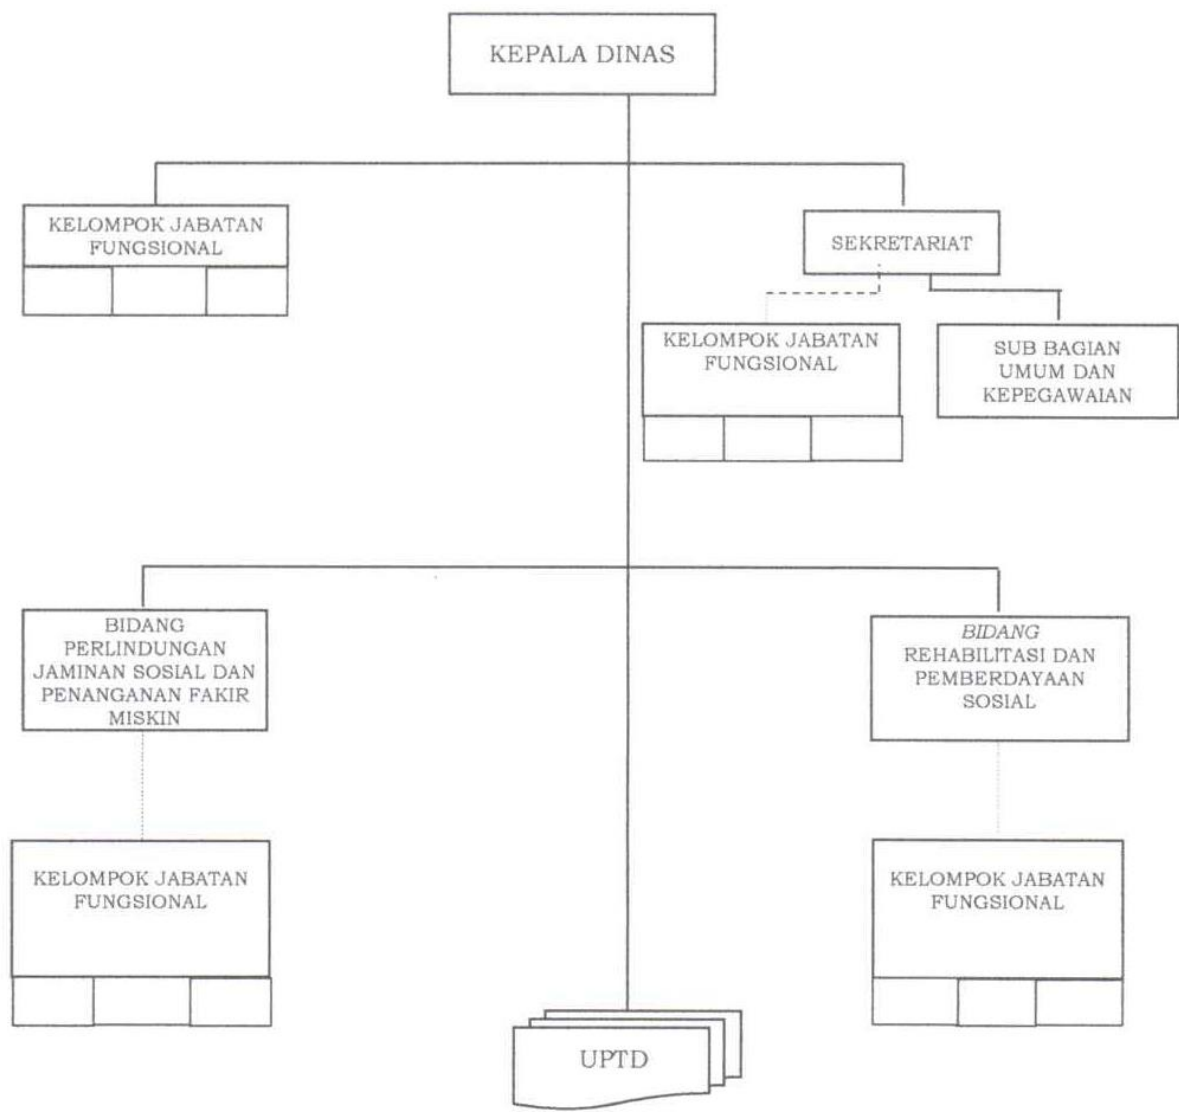 KEPALA DINAS
KELOMPOK JABATAN
FUNGSIONAL
SEKRETARIAT
KELOMPOK JABATAN
FUNGSIONAL
SUB BAGIAN
UMUM DAN
KEPEGAWAIAN
BIDANG
PERLINDUNGAN
JAMINAN SOSIAL DAN
PENANGANAN FAKIR
MISKIN
BIDANG
REHABILITASI DAN
PEMBERDAYAAN
SOSIAL
KELOMPOK JABATAN
FUNGSIONAL
KELOMPOK JABATAN
FUNGSIONAL
UPTD